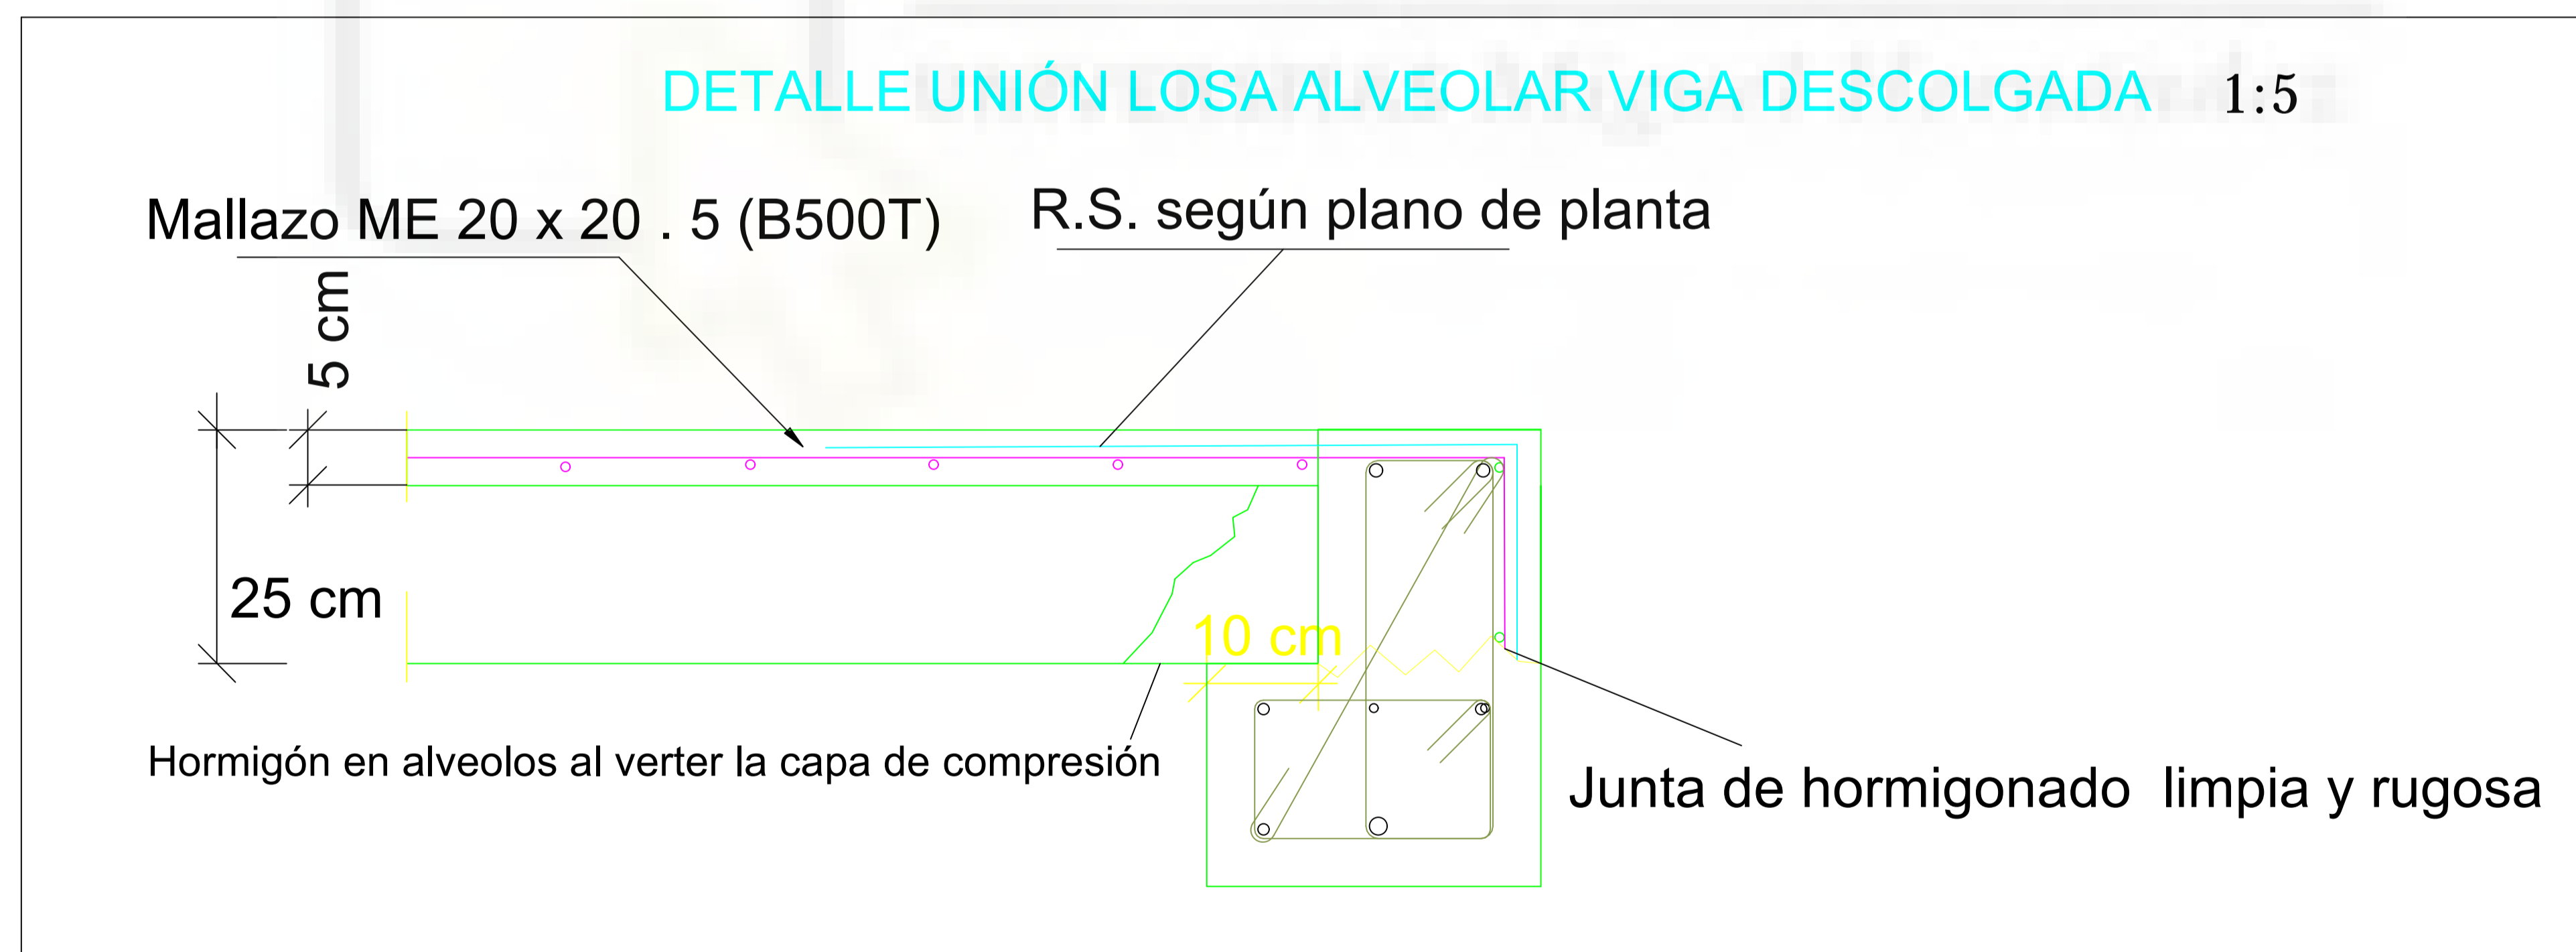 DETALLE UNIÓN LOSA ALVEOLAR VIGA DESCOLGADA 1:5
Mallazo ME 20 x 20 . 5 (B500T)
R.S. según plano de planta
5 cm
25 cm
10 cm
Hormigón en alveolos al verter la capa de compresión
Junta de hormigonado limpia y rugosa